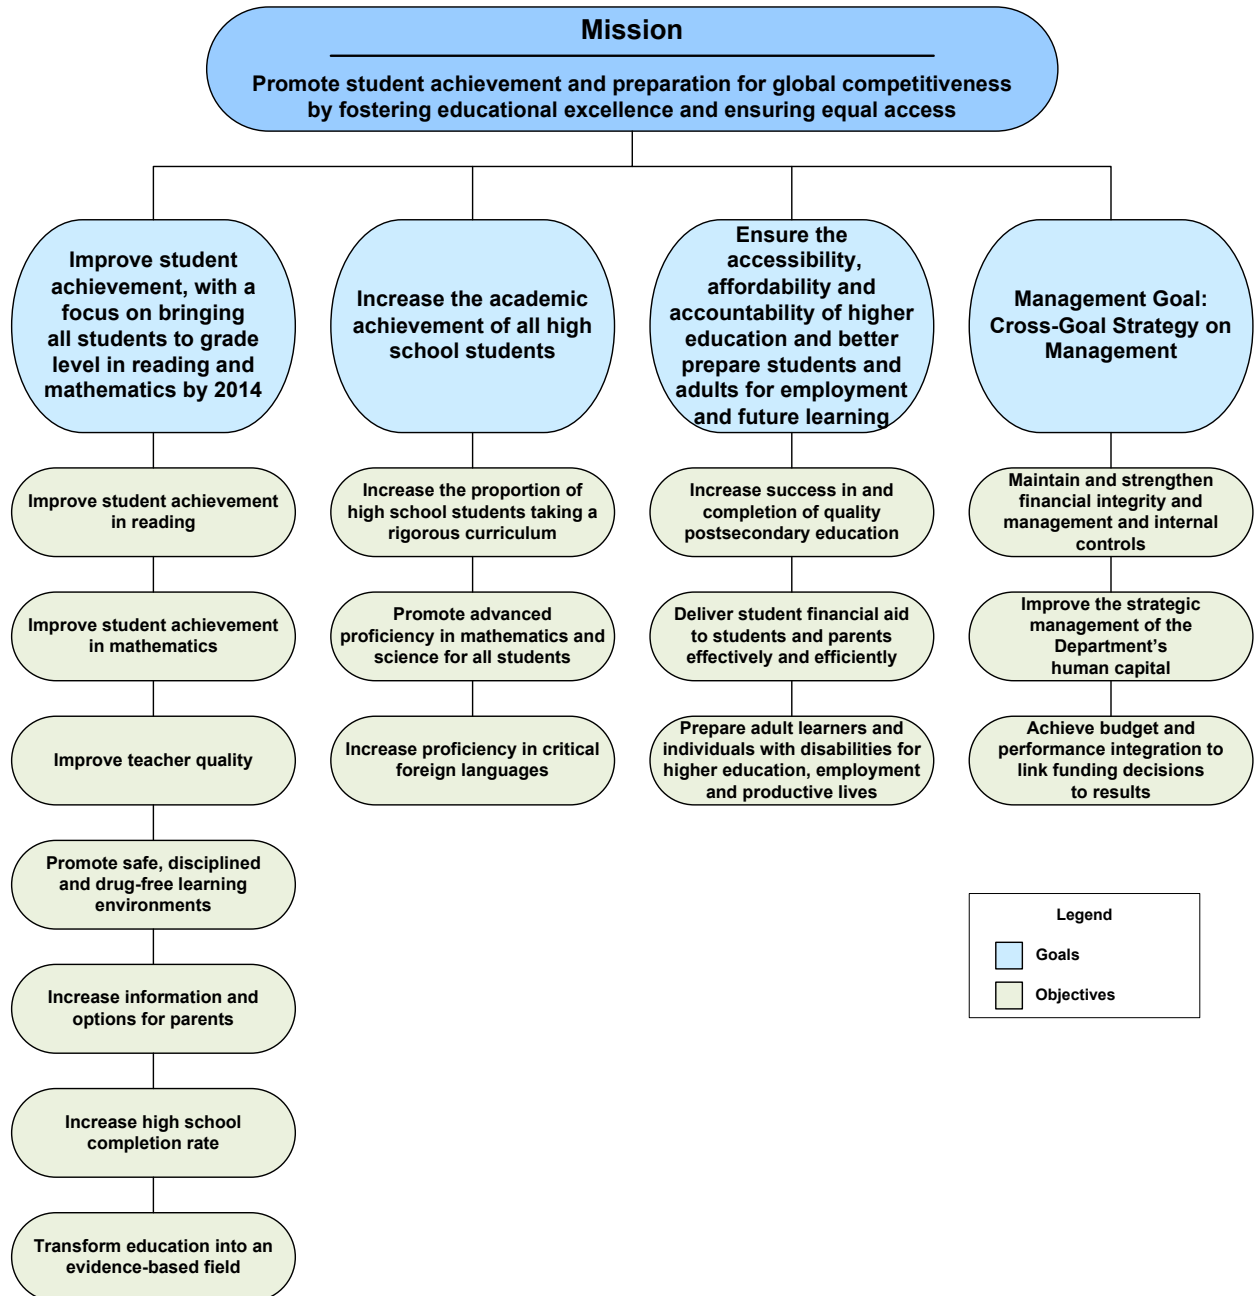 Mission
Promote student achievement and preparation for global competitiveness
by fostering educational excellence and ensuring equal access
Improve student
achievement, with a
focus on bringing
all students to grade
level in reading and
mathematics by 2014
Increase the academic
achievement of all high
school students
Ensure the
accessibility,
affordability and
accountability of higher
education and better
prepare students and
adults for employment
and future learning
Management Goal:
Cross-Goal Strategy on
Management
Improve student achievement
in reading
Increase the proportion of
high school students taking a
rigorous curriculum
Increase success in and
completion of quality
postsecondary education
Maintain and strengthen
financial integrity and
management and internal
controls
Improve student achievement
in mathematics
Promote advanced
proficiency in mathematics and
science for all students
Deliver student financial aid
to students and parents
effectively and efficiently
Improve the strategic
management of the
Department's
human capital
Improve teacher quality
Increase proficiency in critical
foreign languages
Prepare adult learners and
individuals with disabilities for
higher education, employment
and productive lives
Achieve budget and
performance integration to
link funding decisions
to results
Promote safe, disciplined
and drug-free learning
environments
Increase information and
options for parents
Increase high school
completion rate
Transform education into an
evidence-based field
Legend
Goals
Objectives